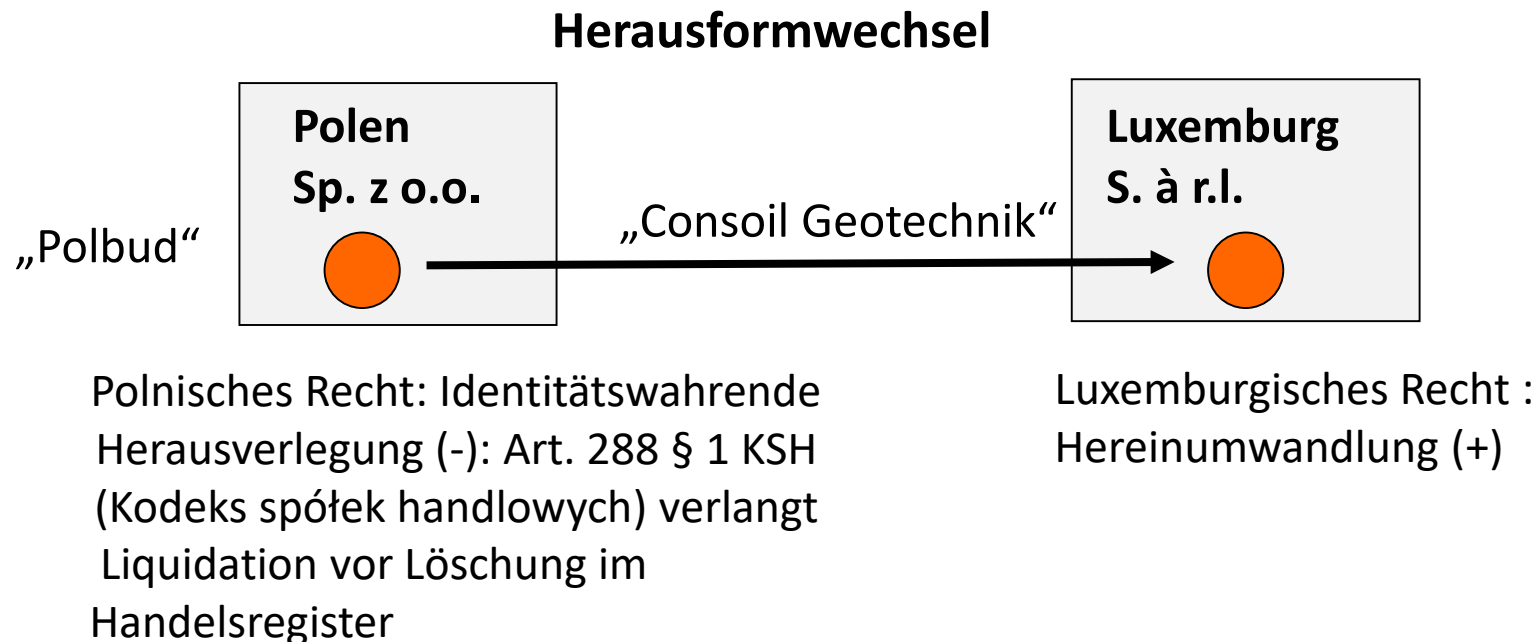 Herausformwechsel
Polen
Sp. z o.o.
Luxemburg
S. à r.l.
„Polbud“
„Consoil Geotechnik“
Polnisches Recht: Identitätswahrende
Herausverlegung (-): Art. 288 § 1 KSH
(Kodeks spółek handlowych) verlangt
Liquidation vor Löschung im
Handelsregister
Luxemburgisches Recht :
Hereinumwandlung (+)